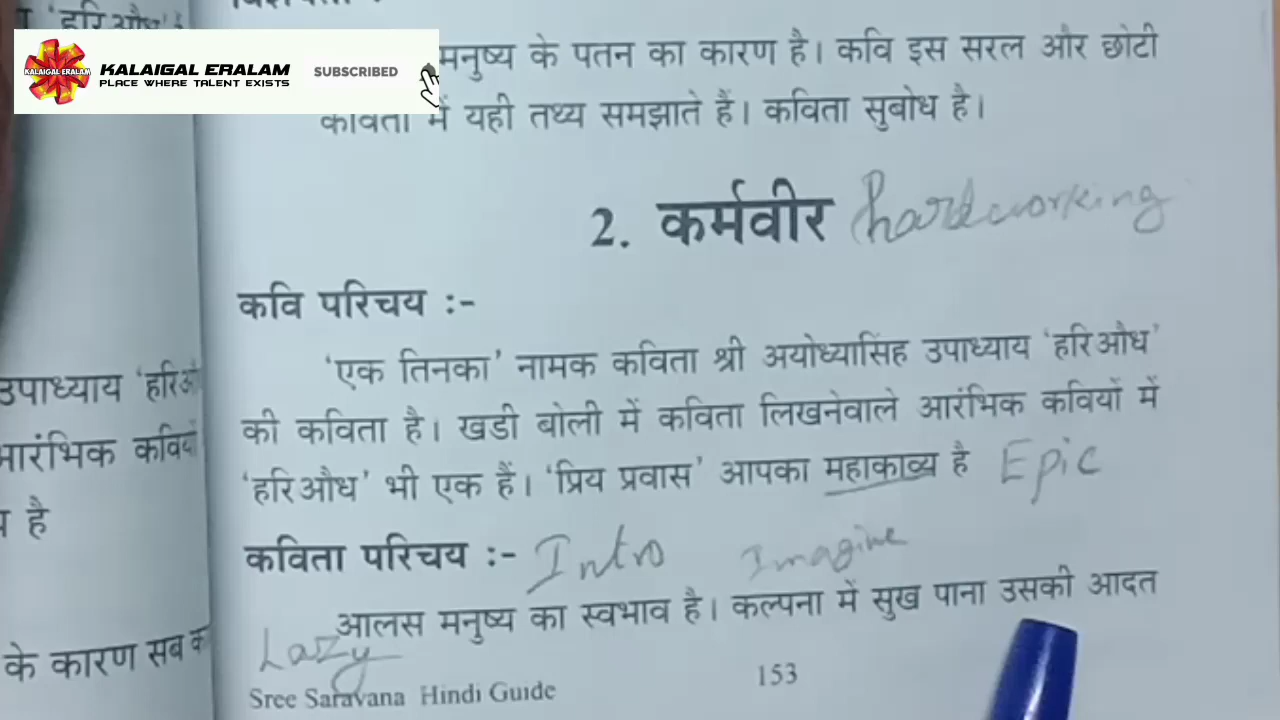 'हरिऔध'
KALAIGAL ERALAM
KALAIGAL ERALAM
PLACE WHERE TALENT EXISTS
SUBSCRIBED
मनुष्य के पतन का कारण है। कवि इस सरल और छोटी
कविता में यही तथ्य समझाते हैं। कविता सुबोध है।
2. कर्मवीर hardworking
कवि परिचय :-
'एक तिनका' नामक कविता श्री अयोध्यासिंह उपाध्याय 'हरिऔध'
की कविता है। खडी बोली में कविता लिखनेवाले आरंभिक कवियों में
'हरिऔध' भी एक हैं। 'प्रिय प्रवास' आपका महाकाव्य है Epic
कविता परिचय :- Intro Imagine
आलस मनुष्य का स्वभाव है। कल्पना में सुख पाना उसकी आदत
Lazy
Sree Saravana Hindi Guide
153
उपाध्याय
आरंभिक
है
के कारण सब